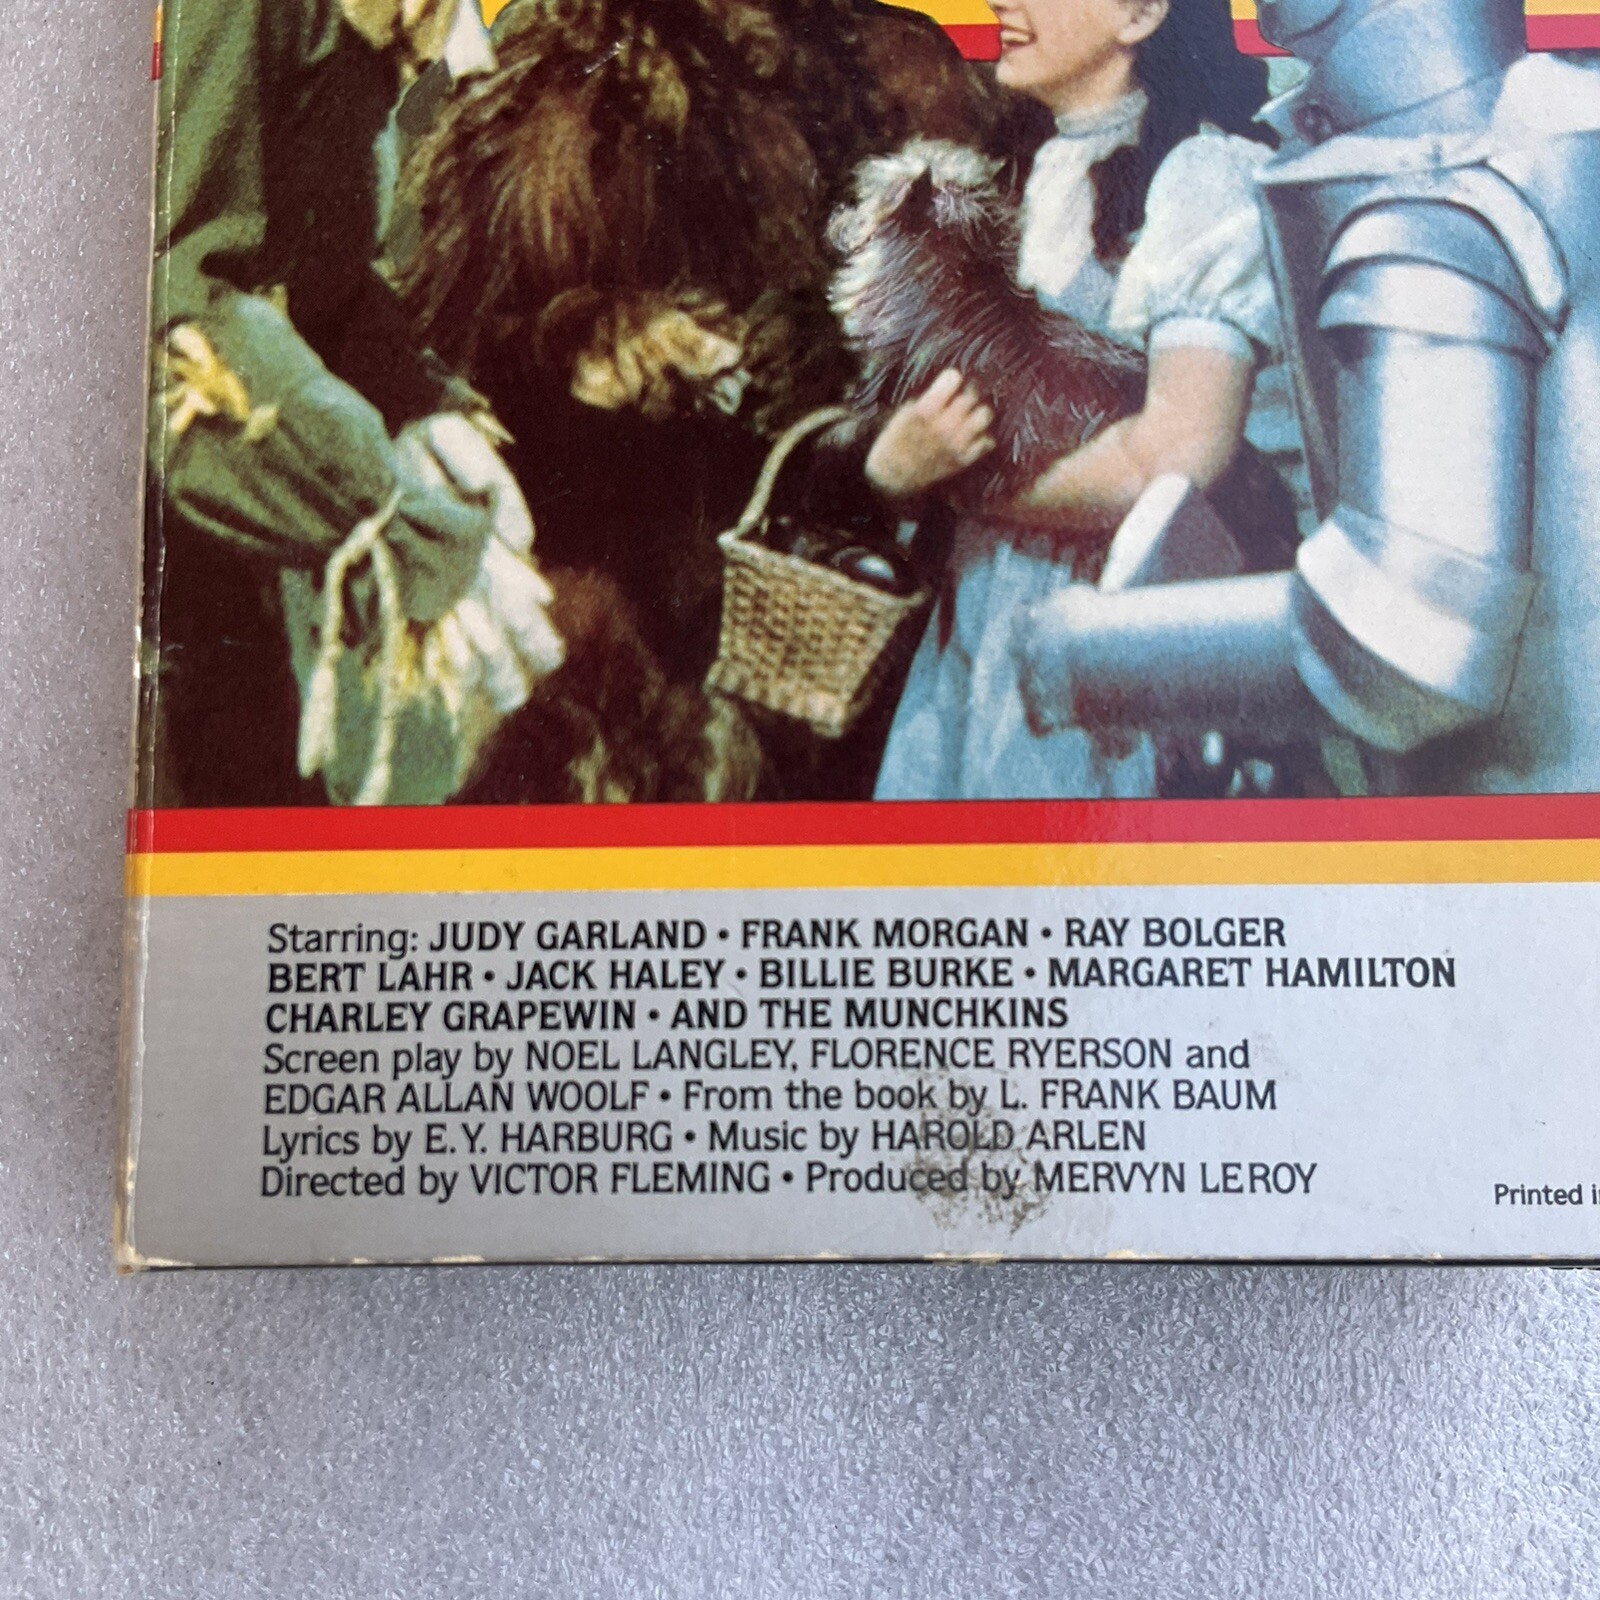 Starring: JUDY GARLAND • FRANK MORGAN • RAY BOLGER
BERT LAHR • JACK HALEY • BILLIE BURKE • MARGARET HAMILTON
CHARLEY GRAPEWIN • AND THE MUNCHKINS
Screen play by NOEL LANGLEY, FLORENCE RYERSON and
EDGAR ALLAN WOOLF • From the book by L. FRANK BAUM
Lyrics by E.Y. HARBURG • Music by HAROLD ARLEN
Directed by VICTOR FLEMING • Produced by MERVYN LEROY
Printed